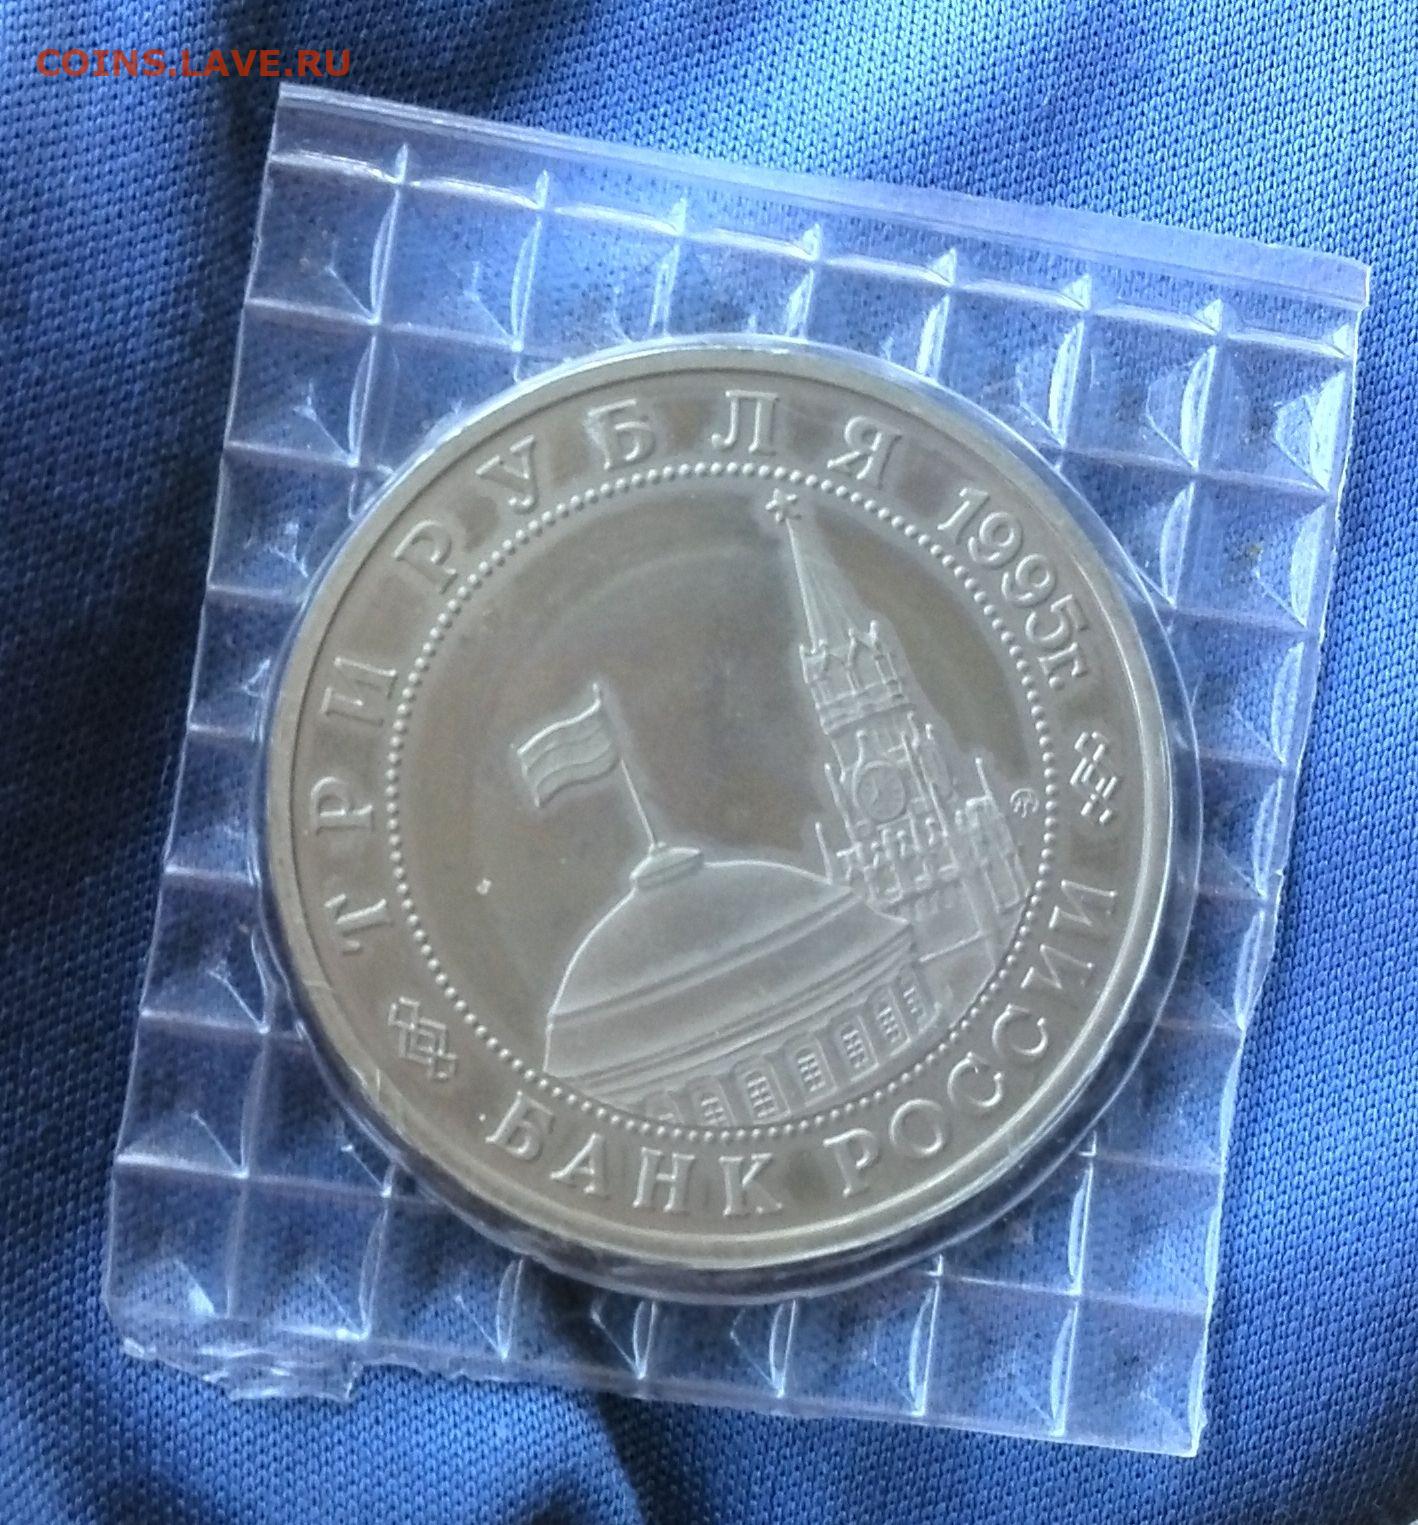 COINS.LAVE.RU
ТРИ РУБЛЯ 1995г.
БАНК РОССИИ